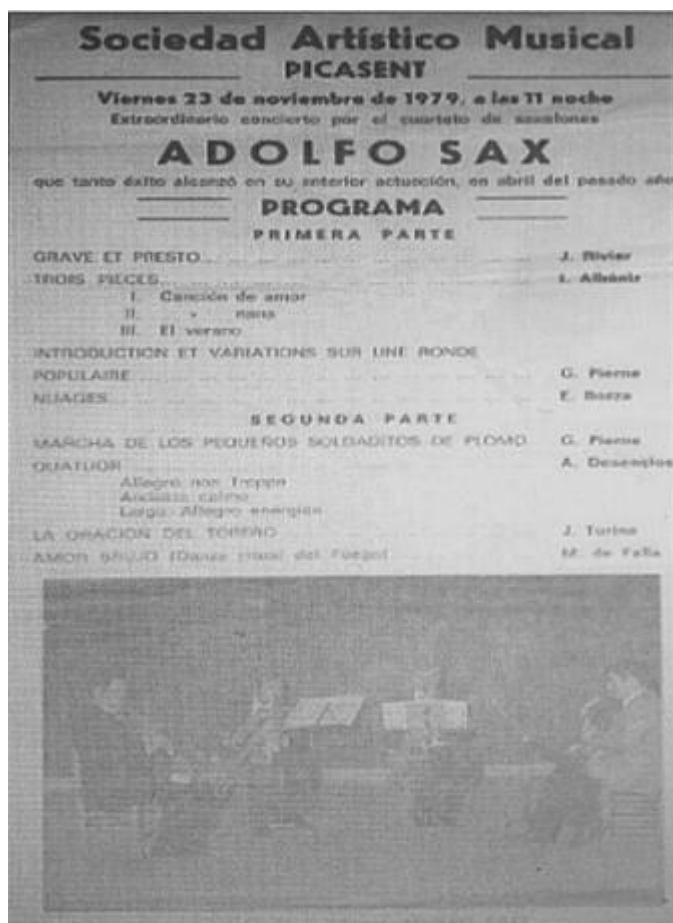 Sociedad Artístico Musical
PICASENT
Viernes 23 de noviembre de 1979, a las 11 noche
Extraordinario concierto por el cuarteto de saxofones
ADOLFO SAX
que tanto éxito alcanzó en su anterior actuación, en abril del pasado año
PROGRAMA
PRIMERA PARTE
GRAVE ET PRESTO J. Rivier
TROIS PIECES I. Albéniz
I. Canción de amor
II. » nana
III. El verano
INTRODUCTION ET VARIATIONS SUR UNE RONDE
POPULAIRE G. Pierne
NUAGES E. Bozza
SEGUNDA PARTE
MARCHA DE LOS PEQUEÑOS SOLDADITOS DE PLOMO G. Pierne
QUATUOR A. Desenclos
Allegro non troppo
Andante calmo
Largo. Allegro energico
LA ORACION DEL TORERO J. Turina
AMOR BRUJO (Danza ritual del Fuego) M. de Falla